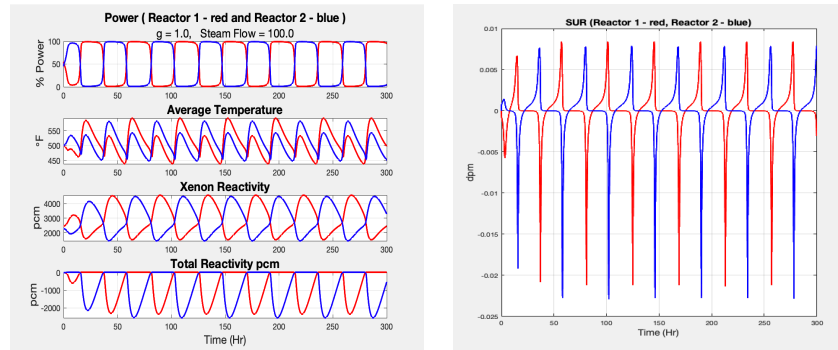 Power ( Reactor 1 - red and Reactor 2 - blue )
g = 1.0, Steam Flow = 100.0
% Power
100
50
0
0 50 100 150 200 250 300
Average Temperature
°F
550
500
450
0 50 100 150 200 250 300
Xenon Reactivity
pcm
4000
3000
2000
0 50 100 150 200 250 300
Total Reactivity pcm
pcm
0
-1000
-2000
0 50 100 150 200 250 300
Time (Hr)
SUR (Reactor 1 - red, Reactor 2 - blue)
dpm
0.01
0.005
0
-0.005
-0.01
-0.015
-0.02
-0.025
0 50 100 150 200 250 300
Time (Hr)